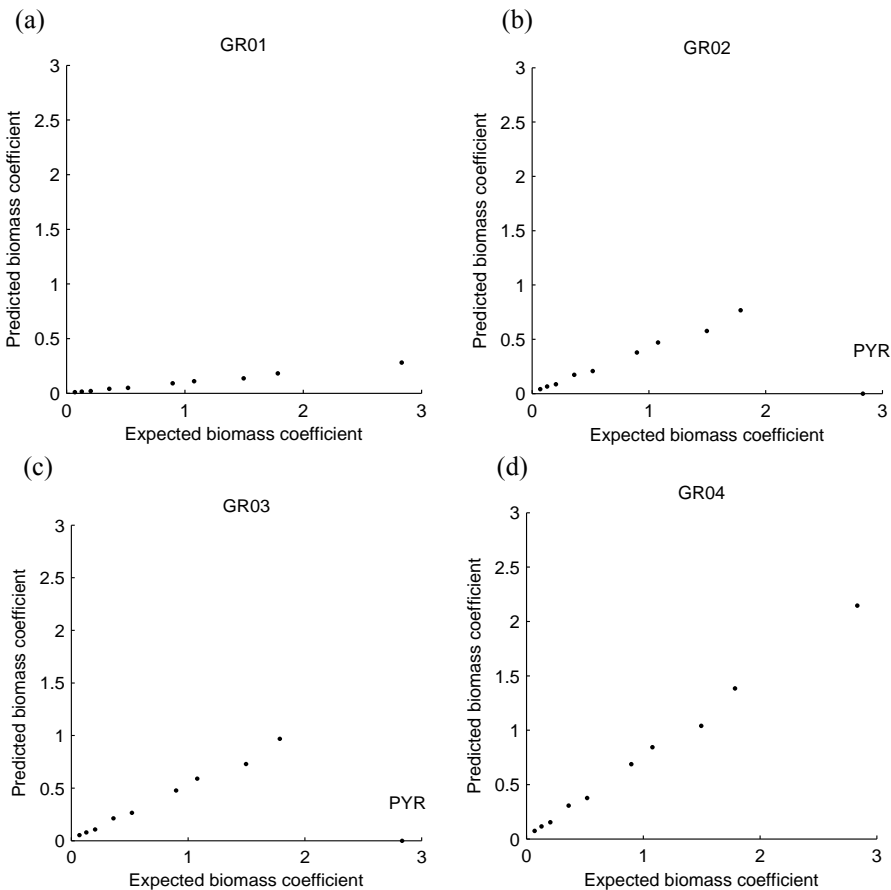 (a)
GR01
3
2.5
2
1.5
1
0.5
0
0 1 2 3
Predicted biomass coefficient
Expected biomass coefficient
(b)
GR02
3
2.5
2
1.5
1
0.5
0
0 1 2 3
Predicted biomass coefficient
PYR
Expected biomass coefficient
(c)
GR03
3
2.5
2
1.5
1
0.5
0
0 1 2 3
Predicted biomass coefficient
PYR
Expected biomass coefficient
(d)
GR04
3
2.5
2
1.5
1
0.5
0
0 1 2 3
Predicted biomass coefficient
Expected biomass coefficient